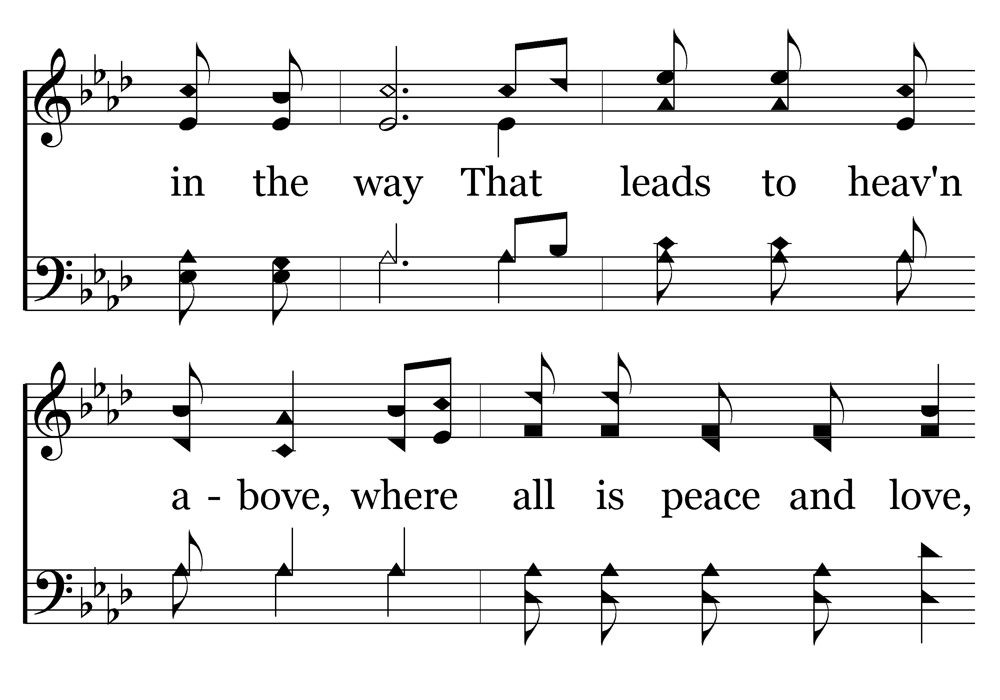 in the way That leads to heav'n
a - bove, where all is peace and love,